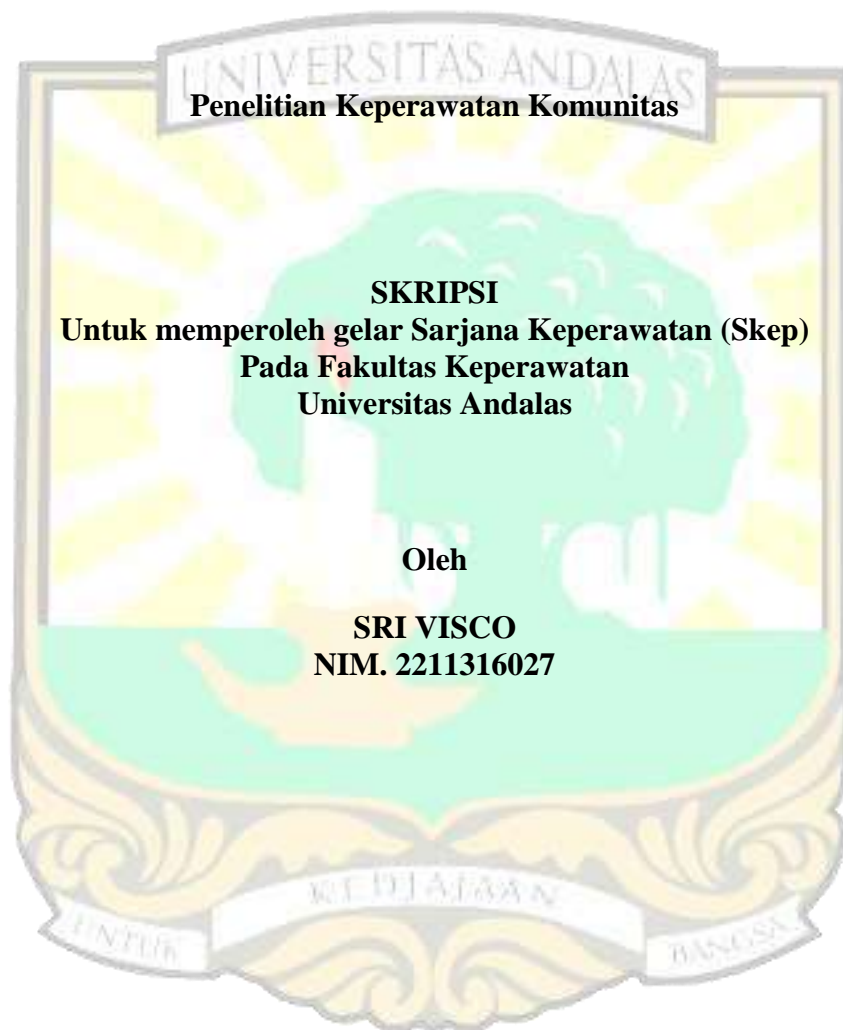 UNIVERSITAS ANDALAS
Penelitian Keperawatan Komunitas
SKRIPSI
Untuk memperoleh gelar Sarjana Keperawatan (Skep)
Pada Fakultas Keperawatan
Universitas Andalas
Oleh
SRI VISCO
NIM. 2211316027
KEDJAJAAN
UNTUK
BANGSA